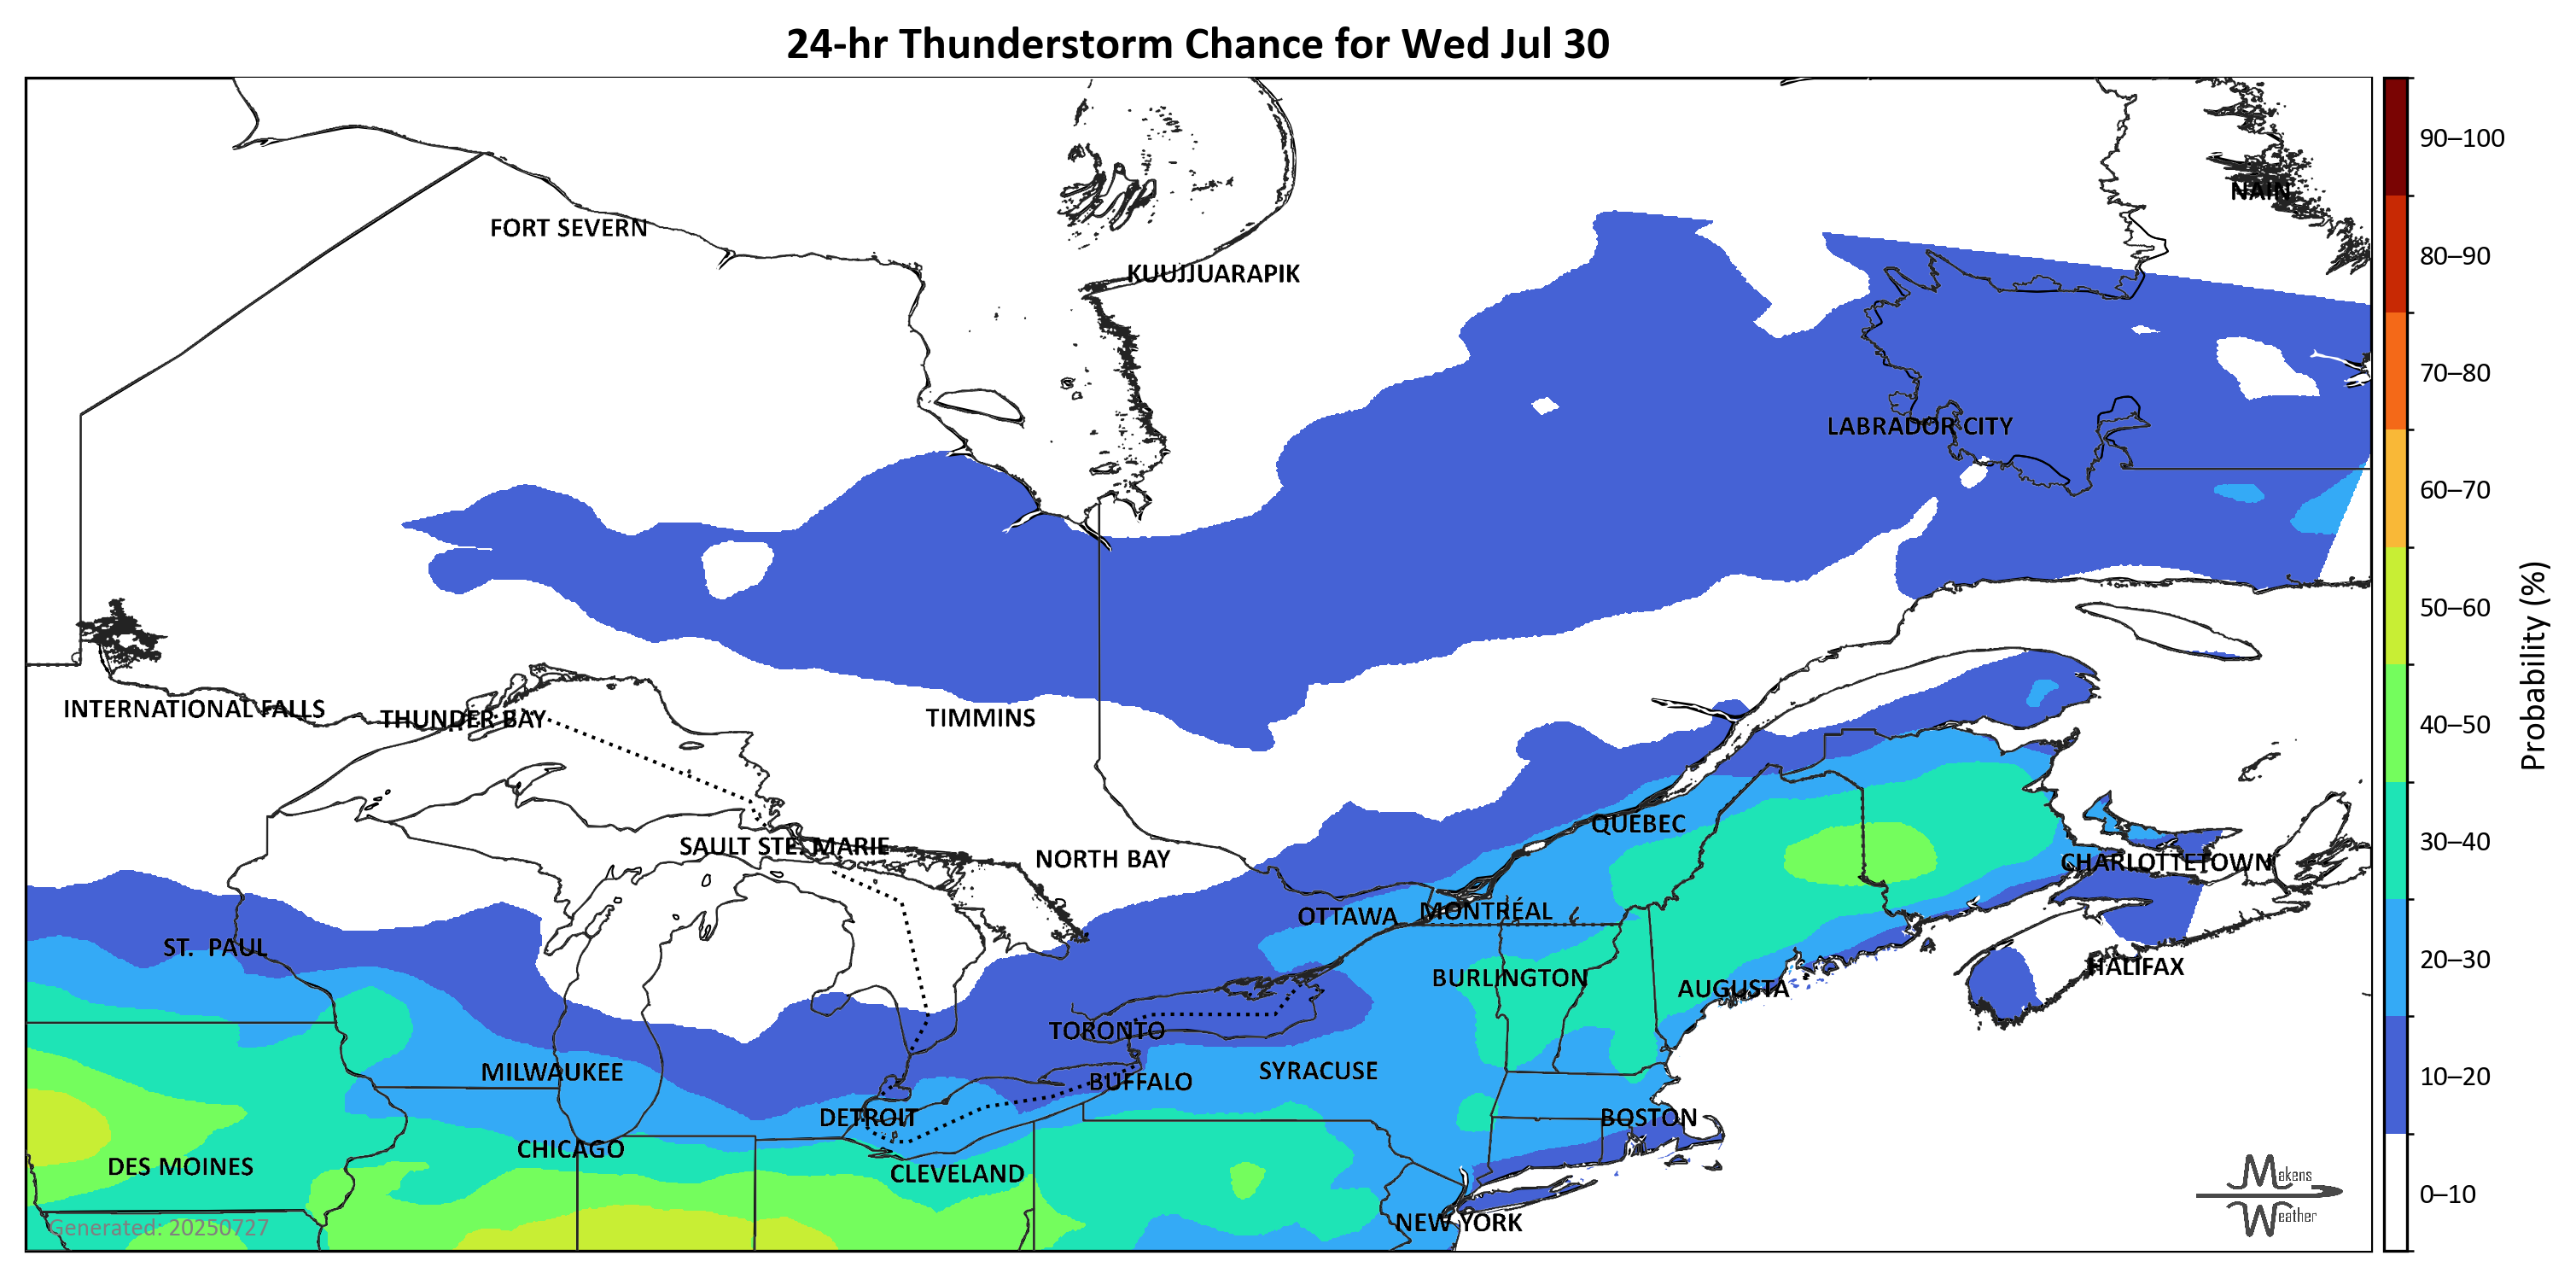 24-hr Thunderstorm Chance for Wed Jul 30
90–100
NAIN
FORT SEVERN
80–90
KUUJJUARAPIK
70–80
LABRADOR CITY
60–70
50–60
INTERNATIONAL FALLS
THUNDER BAY
TIMMINS
40–50
Probability (%)
QUEBEC
30–40
SAULT STE. MARIE
NORTH BAY
CHARLOTTETOWN
OTTAWA
MONTRÉAL
ST. PAUL
20–30
HALIFAX
BURLINGTON
AUGUSTA
TORONTO
MILWAUKEE
SYRACUSE
10–20
BUFFALO
DETROIT
BOSTON
CHICAGO
DES MOINES
CLEVELAND
Makens
Weather
0–10
NEW YORK
Generated: 20250727